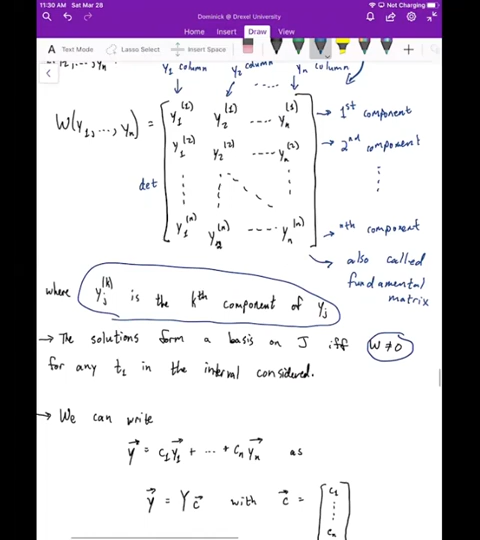 11:30 AM Sat Mar 28
Not Charging
Dominick @ Drexel University
Home Insert Draw View
Text Mode Lasso Select Insert Space
y1 column y2 column yn column
W(y1, ..., yn) = det
y1^(1) y2^(1) ---- yn^(1) → 1st component
y1^(2) y2^(2) ---- yn^(2) → 2nd component
y1^(n) y2^(n) ---- yn^(n) → nth component
also called fundamental matrix
where yj^(k) is the kth component of yj
→ The solutions form a basis on J iff W ≠ 0
for any t1 in the interval considered.
→ We can write
y = c1 y1 + ... + cn yn as
y = Y c with c = [c1 ⋮ cn]